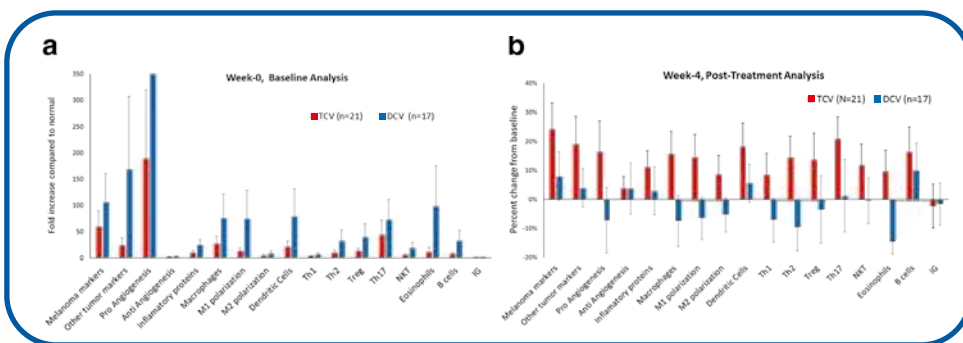 a
Week-0, Baseline Analysis
TCV (n=21) DCV (n=17)
Fold increase compared to normal
350
300
250
200
150
100
50
0
Melanoma markers
Other tumor markers
Pro Angiogenesis
Anti Angiogenesis
Inflamatory proteins
Macrophages
M1 polarization
M2 polarization
Dendritic Cells
Th1
Th2
Treg
Th17
NKT
Eosinophils
B cells
IG
b
Week-4, Post-Treatment Analysis
TCV (N=21) DCV (n=17)
Percent change from baseline
40%
30%
20%
10%
0%
10%
20%
Melanoma markers
Other tumor markers
Pro Angiogenesis
Anti Angiogenesis
Inflamatory proteins
Macrophages
M1 polarization
M2 polarization
Dendritic Cells
Th1
Th2
Treg
Th17
NKT
Eosinophils
B cells
IG